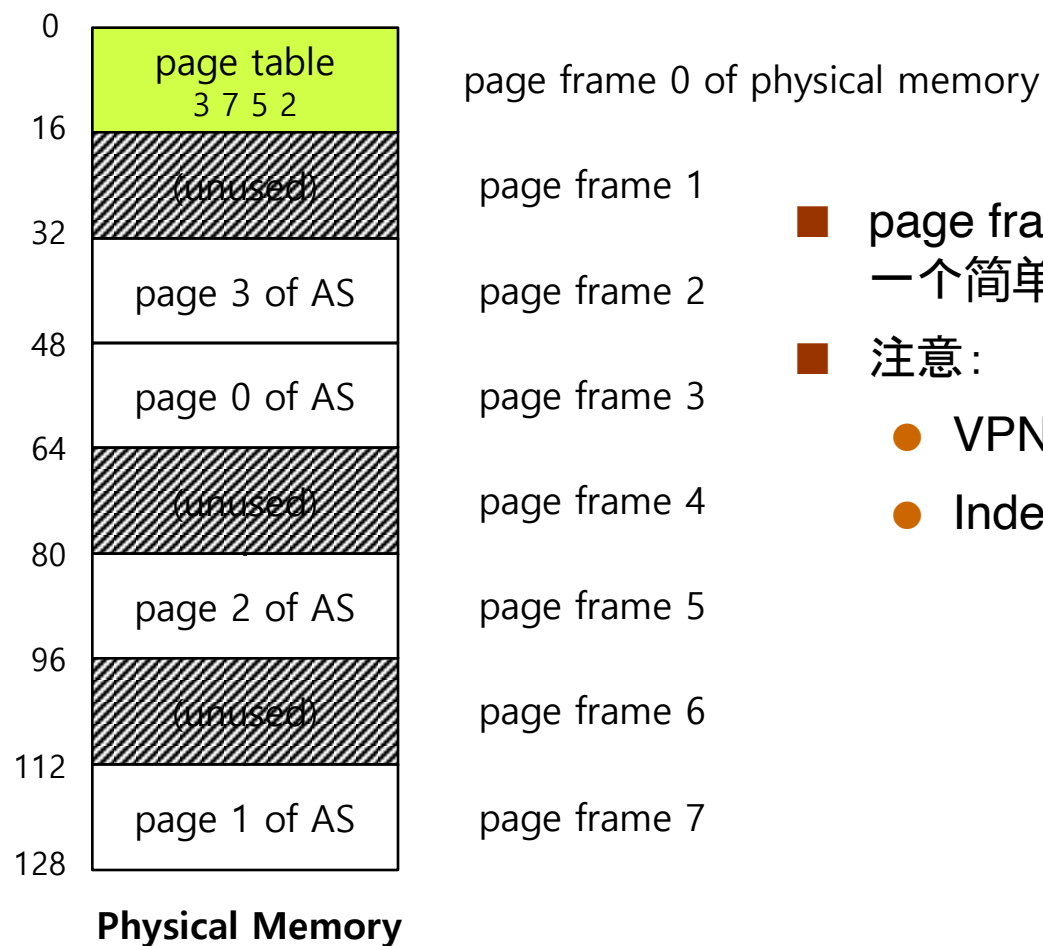 0
page table
3 7 5 2
page frame 0 of physical memory
16
(unused)
page frame 1
32
page 3 of AS
page frame 2
48
page 0 of AS
page frame 3
64
(unused)
page frame 4
80
page 2 of AS
page frame 5
96
(unused)
page frame 6
112
page 1 of AS
page frame 7
128
Physical Memory
page fra
一个简单
注意:
VPN
Inde